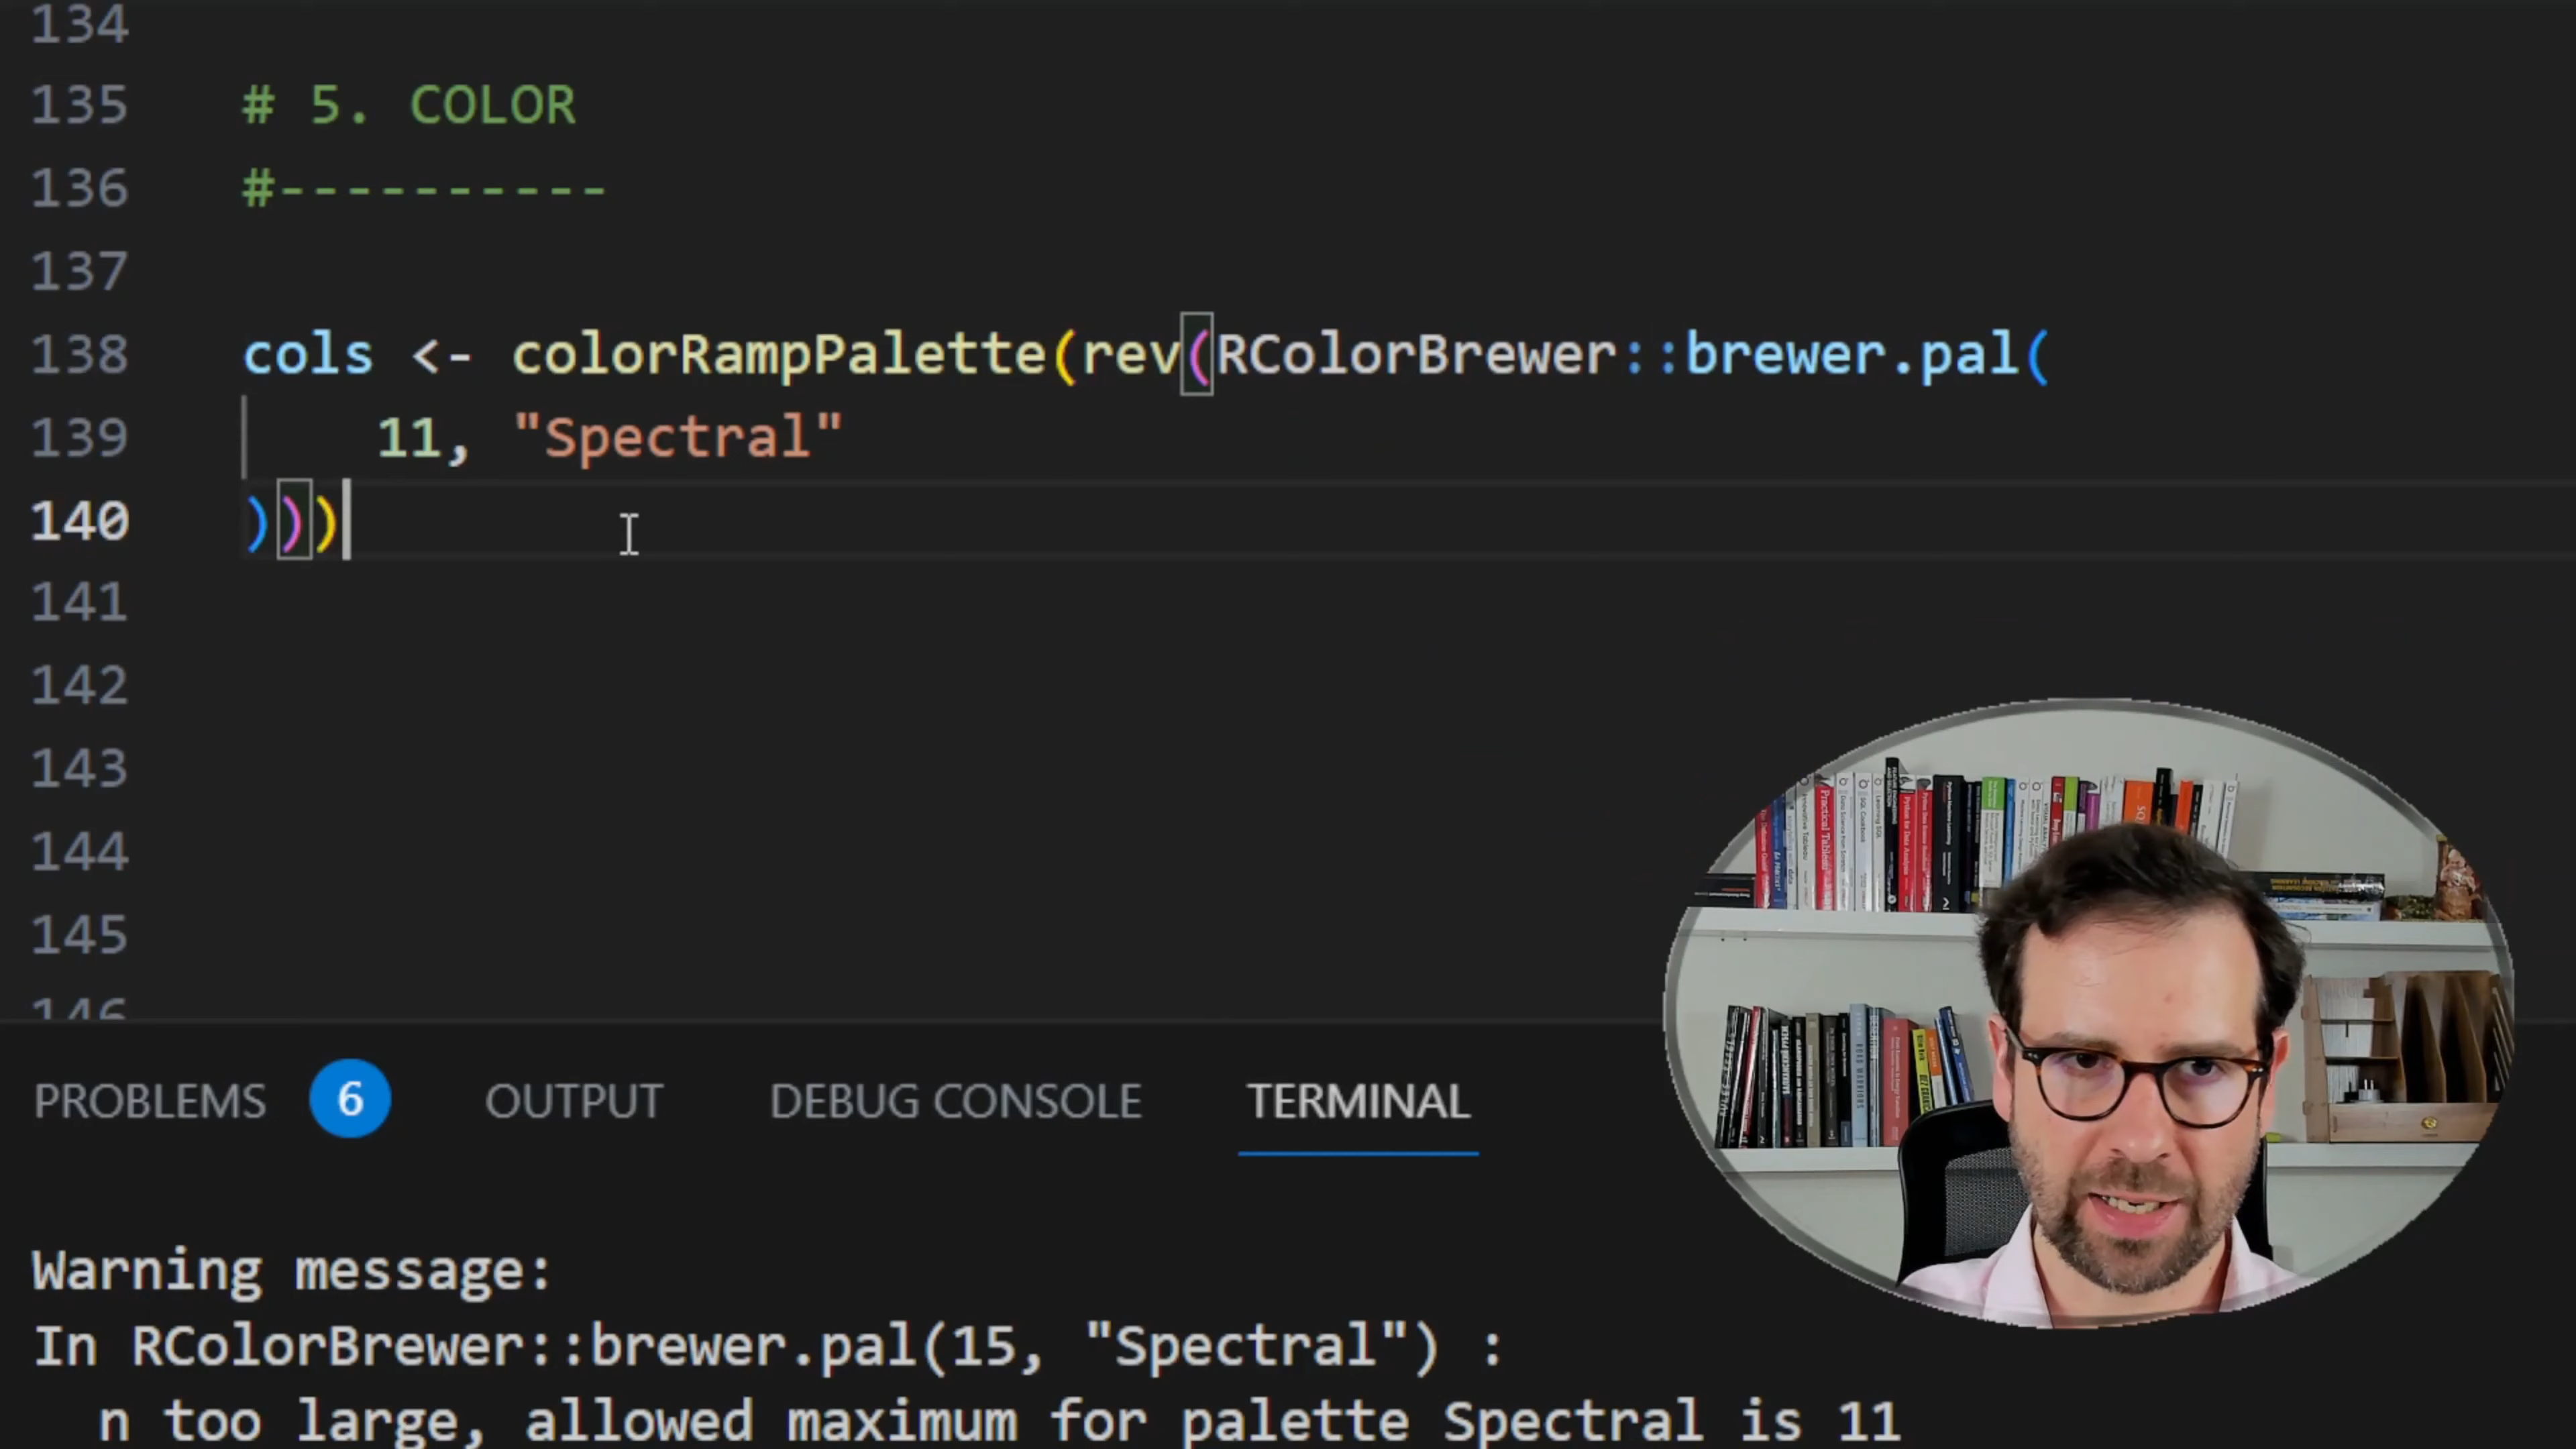 134
135 # 5. COLOR
136 #----------
137
138 cols <- colorRampPalette(rev(RColorBrewer::brewer.pal(
139 11, "Spectral"
140 )))
141
142
143
144
145
146
PROBLEMS 6 OUTPUT DEBUG CONSOLE TERMINAL
Warning message:
In RColorBrewer::brewer.pal(15, "Spectral") :
n too large, allowed maximum for palette Spectral is 11